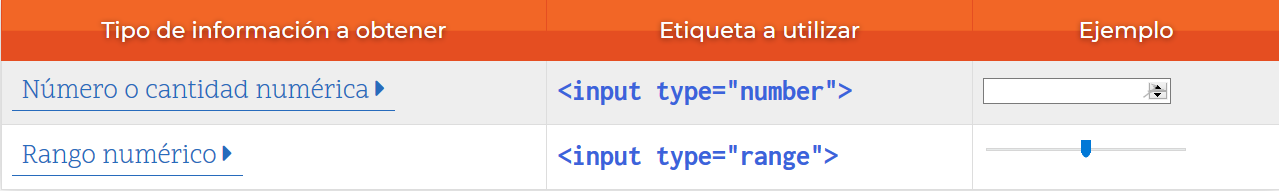 Tipo de información a obtener Etiqueta a utilizar Ejemplo
Número o cantidad numérica <input type="number">
Rango numérico <input type="range">